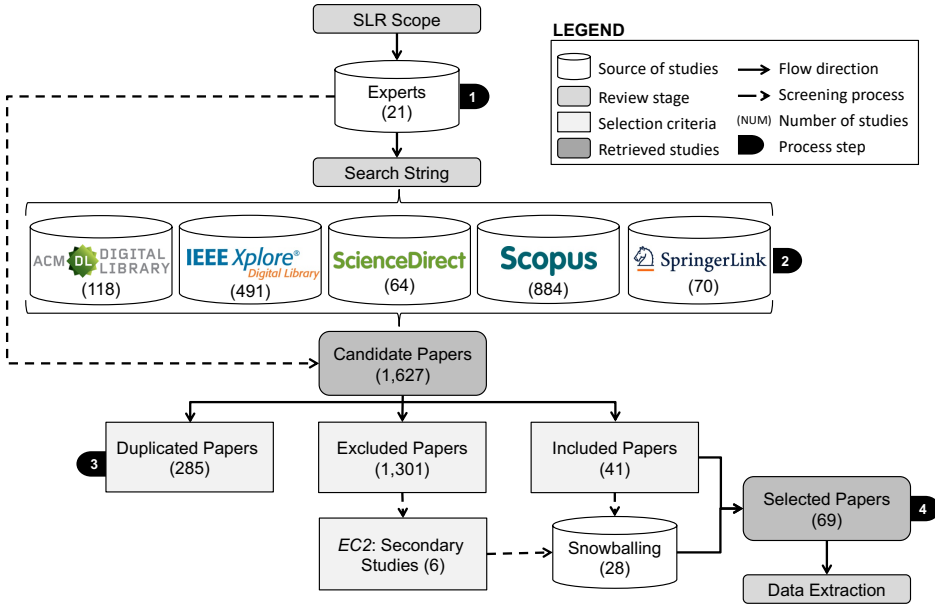 SLR Scope
Experts
(21)
1
Search String
LEGEND
Source of studies
Review stage
Selection criteria
Retrieved studies
Flow direction
Screening process
(NUM) Number of studies
Process step
ACM DL DIGITAL
LIBRARY
(118)
IEEE Xplore®
Digital Library
(491)
ScienceDirect
(64)
Scopus
(884)
SpringerLink
(70)
2
Candidate Papers
(1,627)
3
Duplicated Papers
(285)
Excluded Papers
(1,301)
Included Papers
(41)
EC2: Secondary
Studies (6)
Snowballing
(28)
Selected Papers
(69)
4
Data Extraction